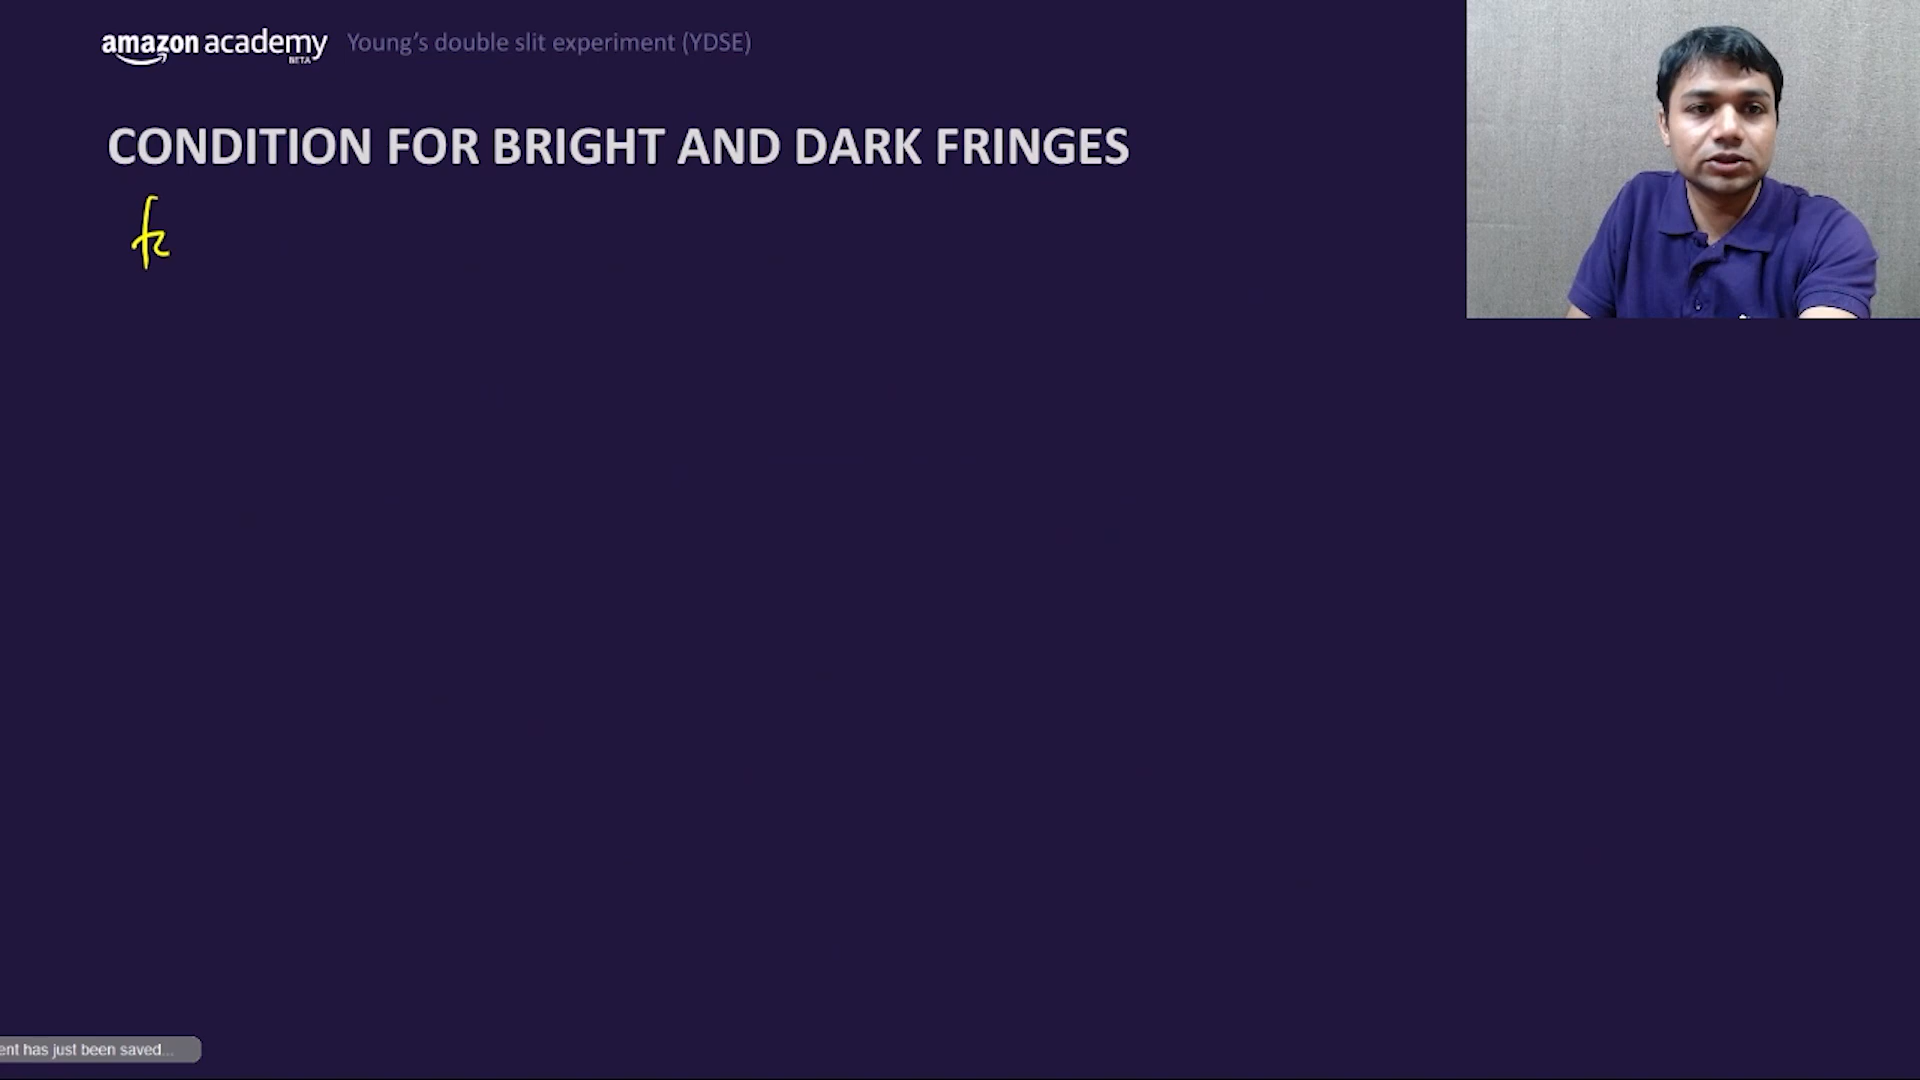 amazon academy Young's double slit experiment (YDSE)
BETA
CONDITION FOR BRIGHT AND DARK FRINGES
ent has just been saved...